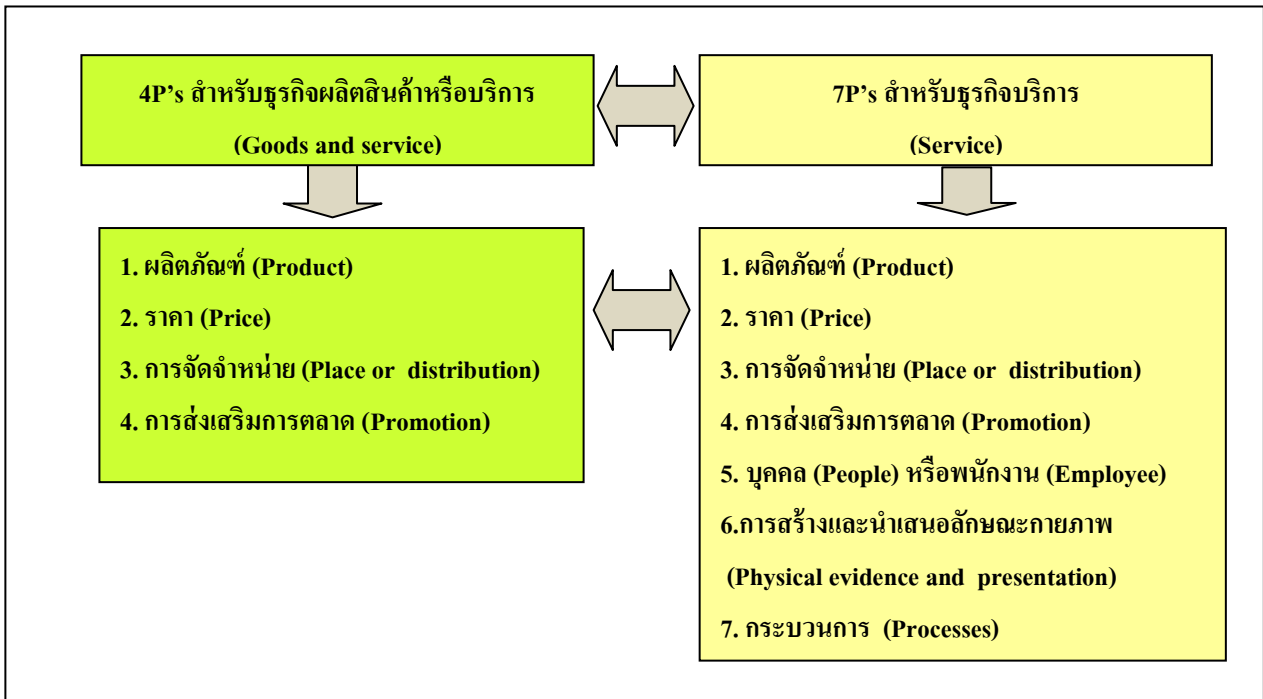 4P's สำหรับธุรกิจผลิตสินค้าหรือบริการ
(Goods and service)
7P's สำหรับธุรกิจบริการ
(Service)
1. ผลิตภัณฑ์ (Product)
2. ราคา (Price)
3. การจัดจำหน่าย (Place or distribution)
4. การส่งเสริมการตลาด (Promotion)
1. ผลิตภัณฑ์ (Product)
2. ราคา (Price)
3. การจัดจำหน่าย (Place or distribution)
4. การส่งเสริมการตลาด (Promotion)
5. บุคคล (People) หรือพนักงาน (Employee)
6.การสร้างและนำเสนอลักษณะกายภาพ
(Physical evidence and presentation)
7. กระบวนการ (Processes)